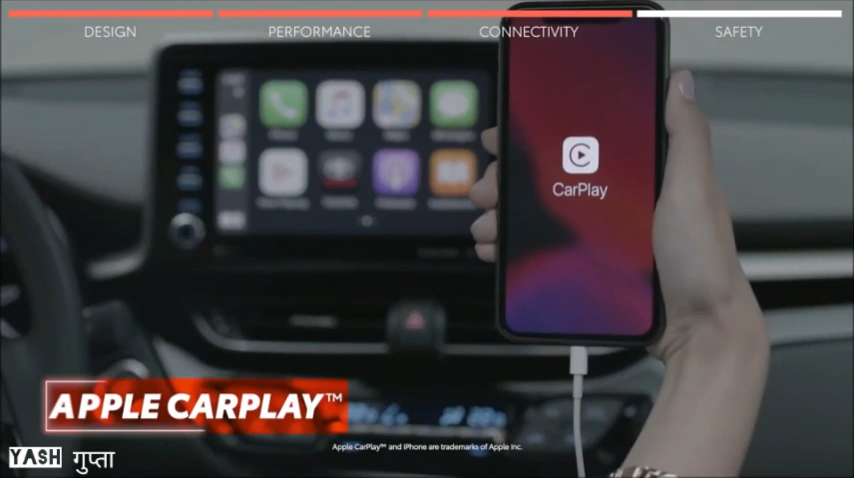 DESIGN PERFORMANCE CONNECTIVITY SAFETY
CarPlay
APPLE CARPLAY™
Apple CarPlay™ and iPhone are trademarks of Apple Inc.
YASH गुप्ता